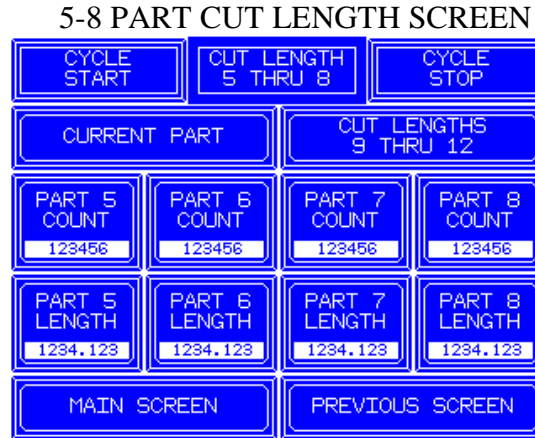 5-8 PART CUT LENGTH SCREEN
CYCLE
START
CUT LENGTH
5 THRU 8
CYCLE
STOP
CURRENT PART
CUT LENGTHS
9 THRU 12
PART 5
COUNT
123456
PART 6
COUNT
123456
PART 7
COUNT
123456
PART 8
COUNT
123456
PART 5
LENGTH
1234.123
PART 6
LENGTH
1234.123
PART 7
LENGTH
1234.123
PART 8
LENGTH
1234.123
MAIN SCREEN
PREVIOUS SCREEN